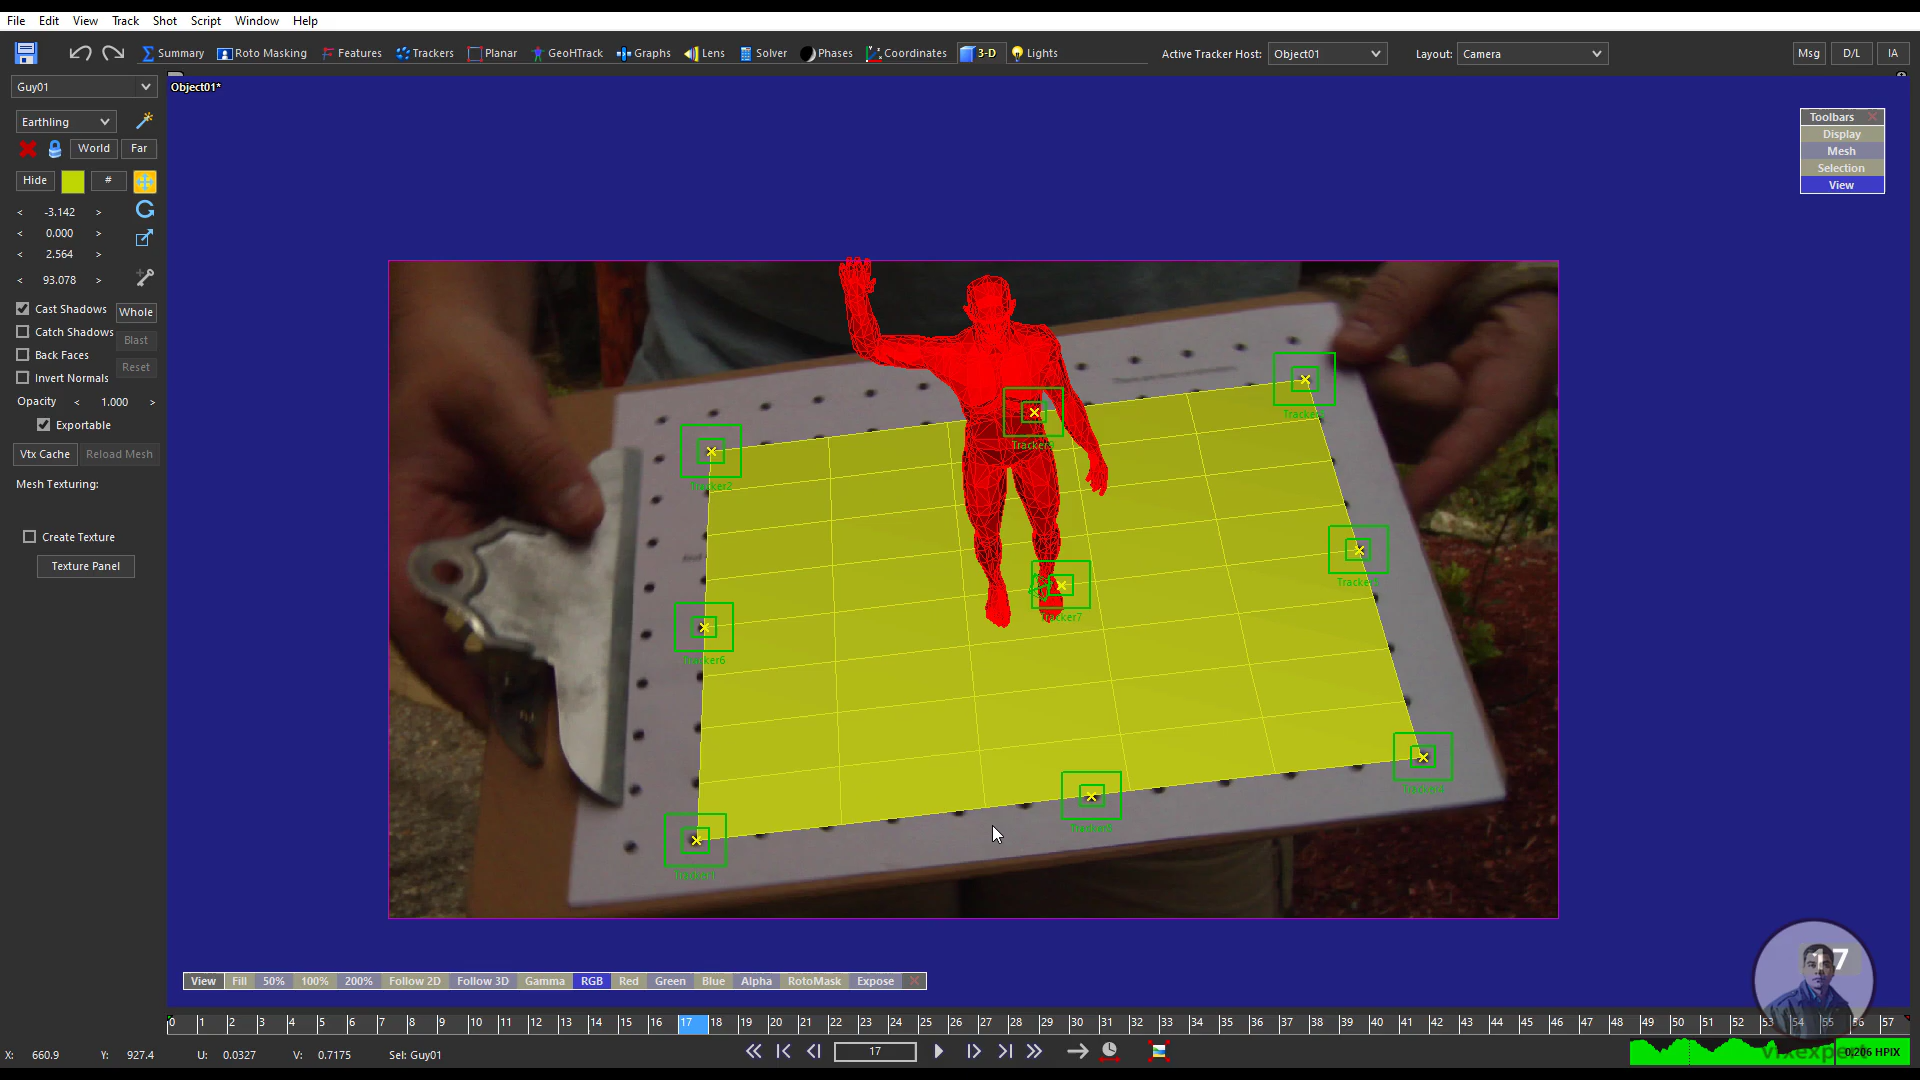 File Edit View Track Shot Script Window Help
Summary Roto Masking Features Trackers Planar GeoHTrack Graphs Lens Solver Phases Coordinates 3-D Lights Active Tracker Host: Object01 Layout: Camera Msg D/L IA
Guy01
Object01*
Earthling
World Far
Hide #
< -3.142 >
< 0.000 >
< 2.564 >
< 93.078
Cast Shadows Whole
Catch Shadows Blast
Back Faces
Invert Normals Reset
Opacity < 1.000 >
Exportable
Vtx Cache Reload Mesh
Mesh Texturing:
Create Texture
Texture Panel
Toolbars
Display
Mesh
Selection
View
Tracker2
Tracker5
Tracker7
Tracker6
View Fill 50% 100% 200% Follow 2D Follow 3D Gamma RGB Red Green Blue Alpha RotoMask Expose
17
0 1 2 3 4 5 6 7 8 9 10 11 12 13 14 15 16 17 18 19 20 21 22 23 24 25 26 27 28 29 30 31 32 33 34 35 36 37 38 39 40 41 42 43 44 45 46 47 48 49 50 51 52 53 54 55 56 57
X: 660.9 Y: 927.4 U: 0.0327 V: 0.7175 Sel: Guy01 17 0.206 HPIX